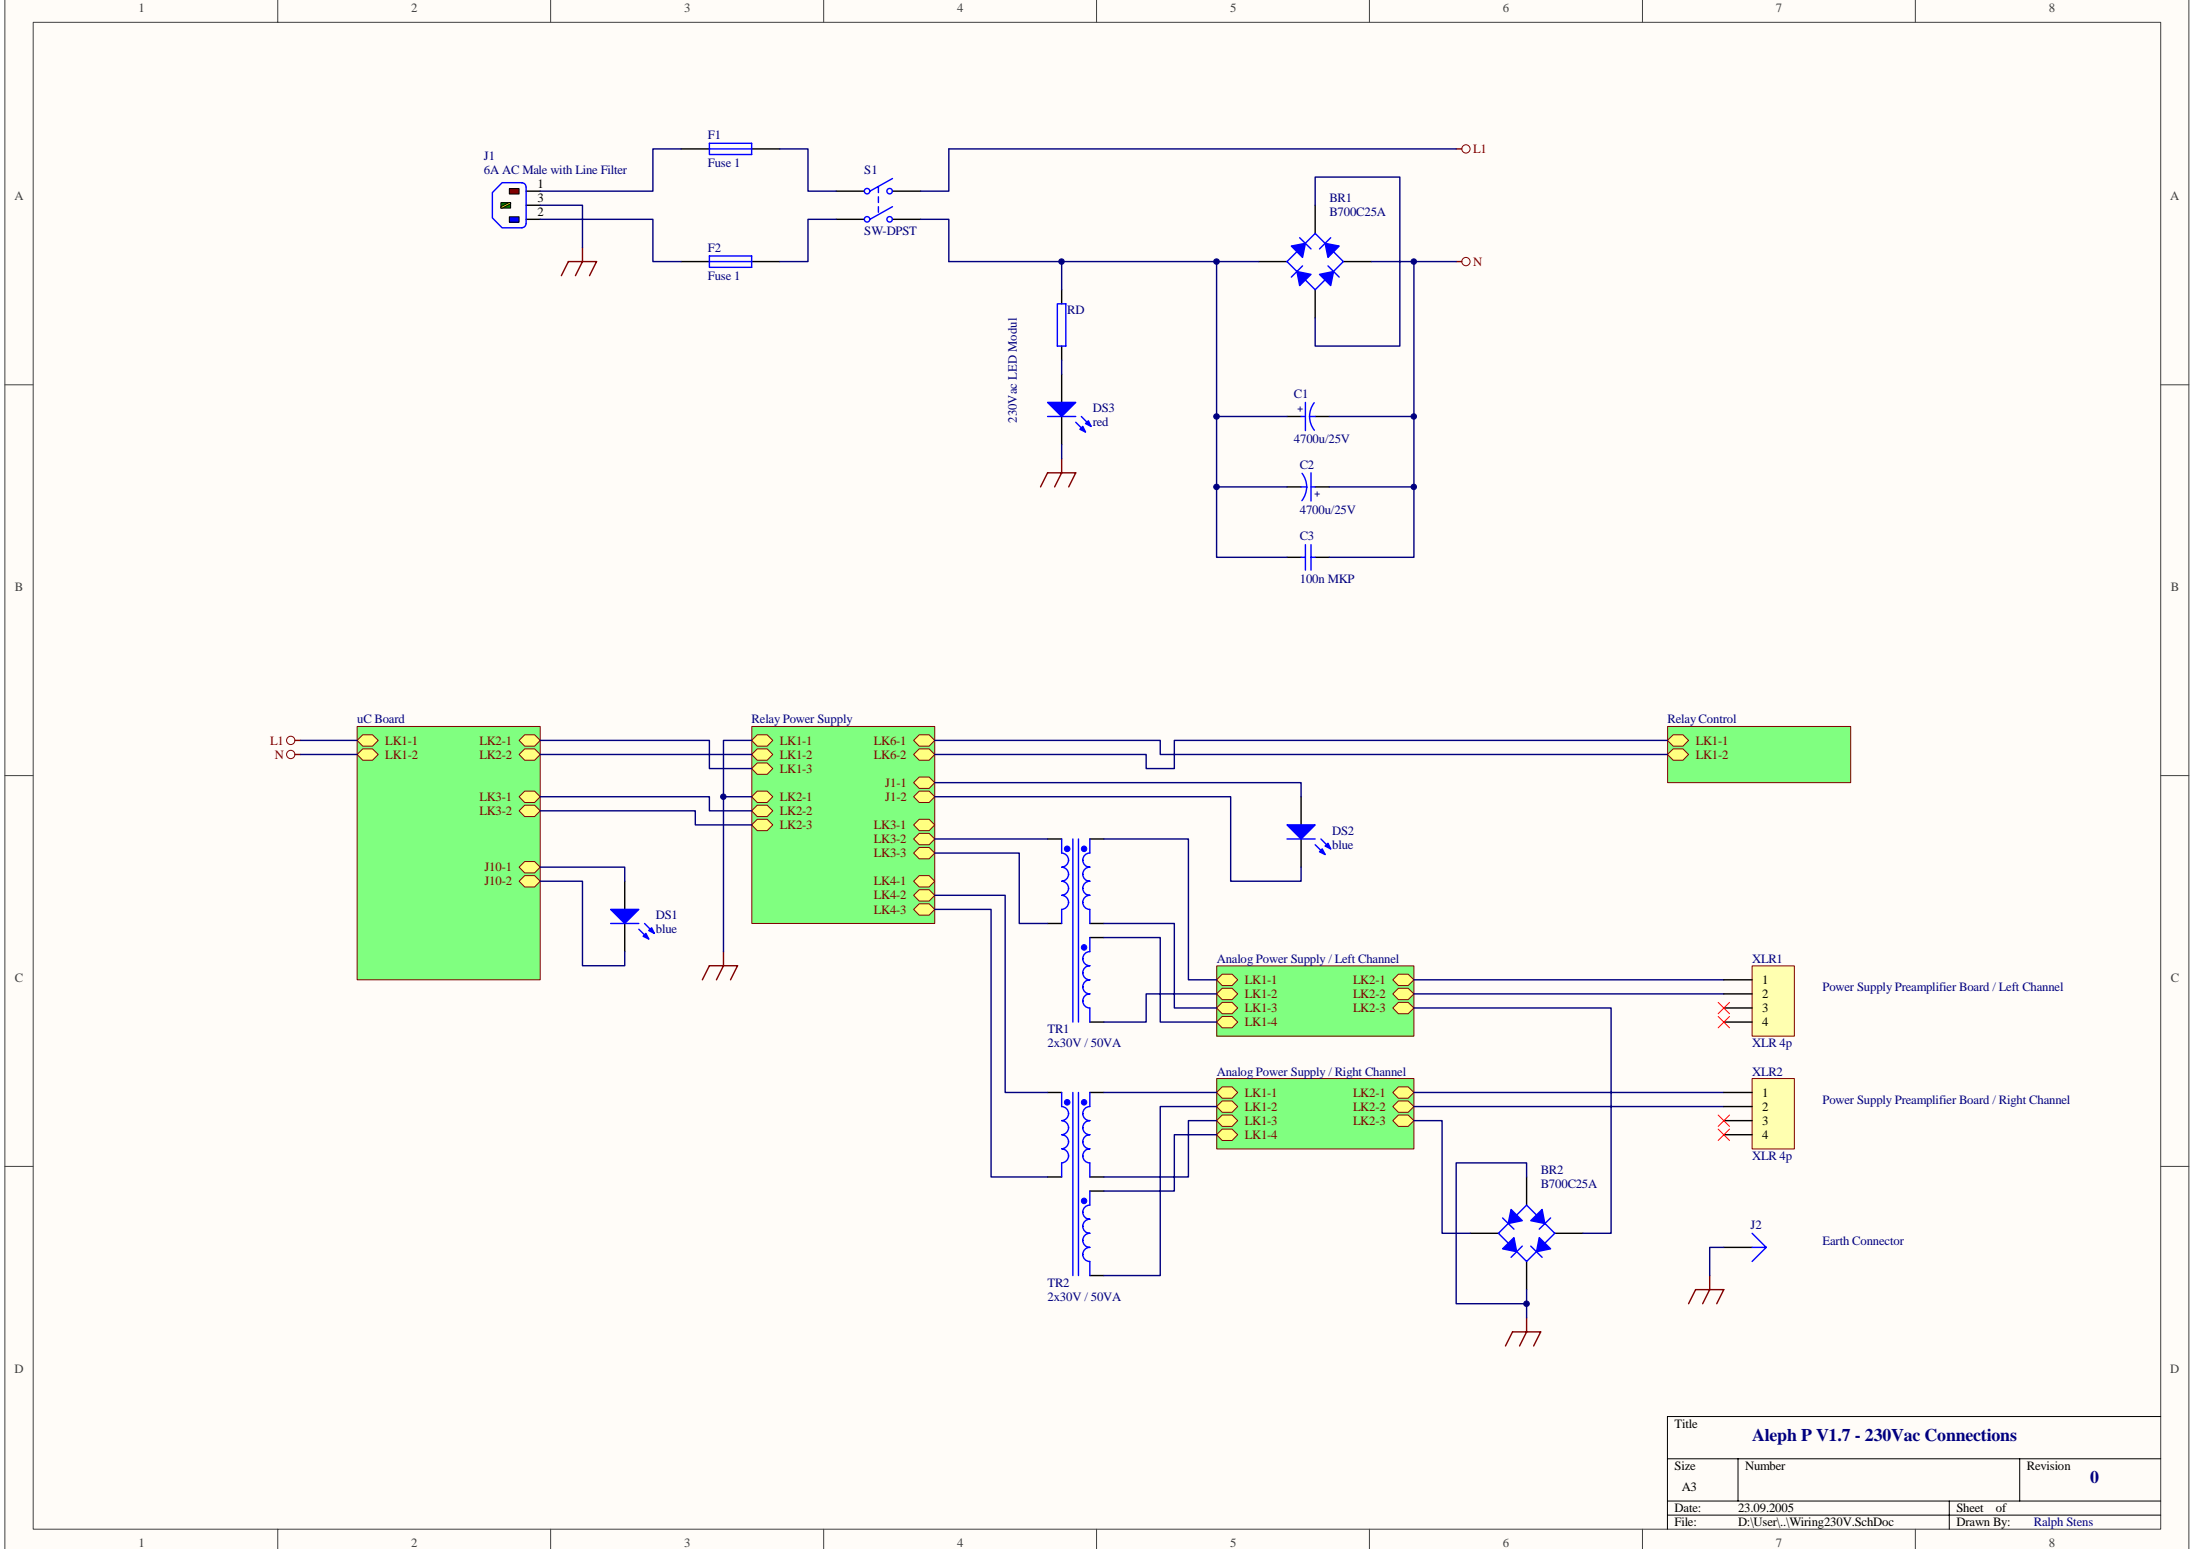 1 2 3 4 5 6 7 8
A
A
B
B
C
C
D
D
J1
6A AC Male with Line Filter
1
3
2
F1
Fuse 1
F2
Fuse 1
S1
SW-DPST
L1
N
BR1
B700C25A
230Vac LED Modul
RD
DS3
red
C1
+
4700u/25V
C2
+
4700u/25V
C3
100n MKP
L1
N
uC Board
LK1-1
LK1-2
LK2-1
LK2-2
LK3-1
LK3-2
J10-1
J10-2
DS1
blue
Relay Power Supply
LK1-1
LK1-2
LK1-3
LK2-1
LK2-2
LK2-3
LK6-1
LK6-2
J1-1
J1-2
LK3-1
LK3-2
LK3-3
LK4-1
LK4-2
LK4-3
DS2
blue
Relay Control
LK1-1
LK1-2
TR1
2x30V / 50VA
Analog Power Supply / Left Channel
LK1-1
LK1-2
LK1-3
LK1-4
LK2-1
LK2-2
LK2-3
XLR1
1
2
3
4
XLR 4p
Power Supply Preamplifier Board / Left Channel
TR2
2x30V / 50VA
Analog Power Supply / Right Channel
LK1-1
LK1-2
LK1-3
LK1-4
LK2-1
LK2-2
LK2-3
XLR2
1
2
3
4
XLR 4p
Power Supply Preamplifier Board / Right Channel
BR2
B700C25A
J2
Earth Connector
Title
Aleph P V1.7 - 230Vac Connections
Size
A3
Number
Revision
0
Date: 23.09.2005
Sheet of
File: D:\User\..\Wiring230V.SchDoc
Drawn By: Ralph Stens
1 2 3 4 5 6 7 8